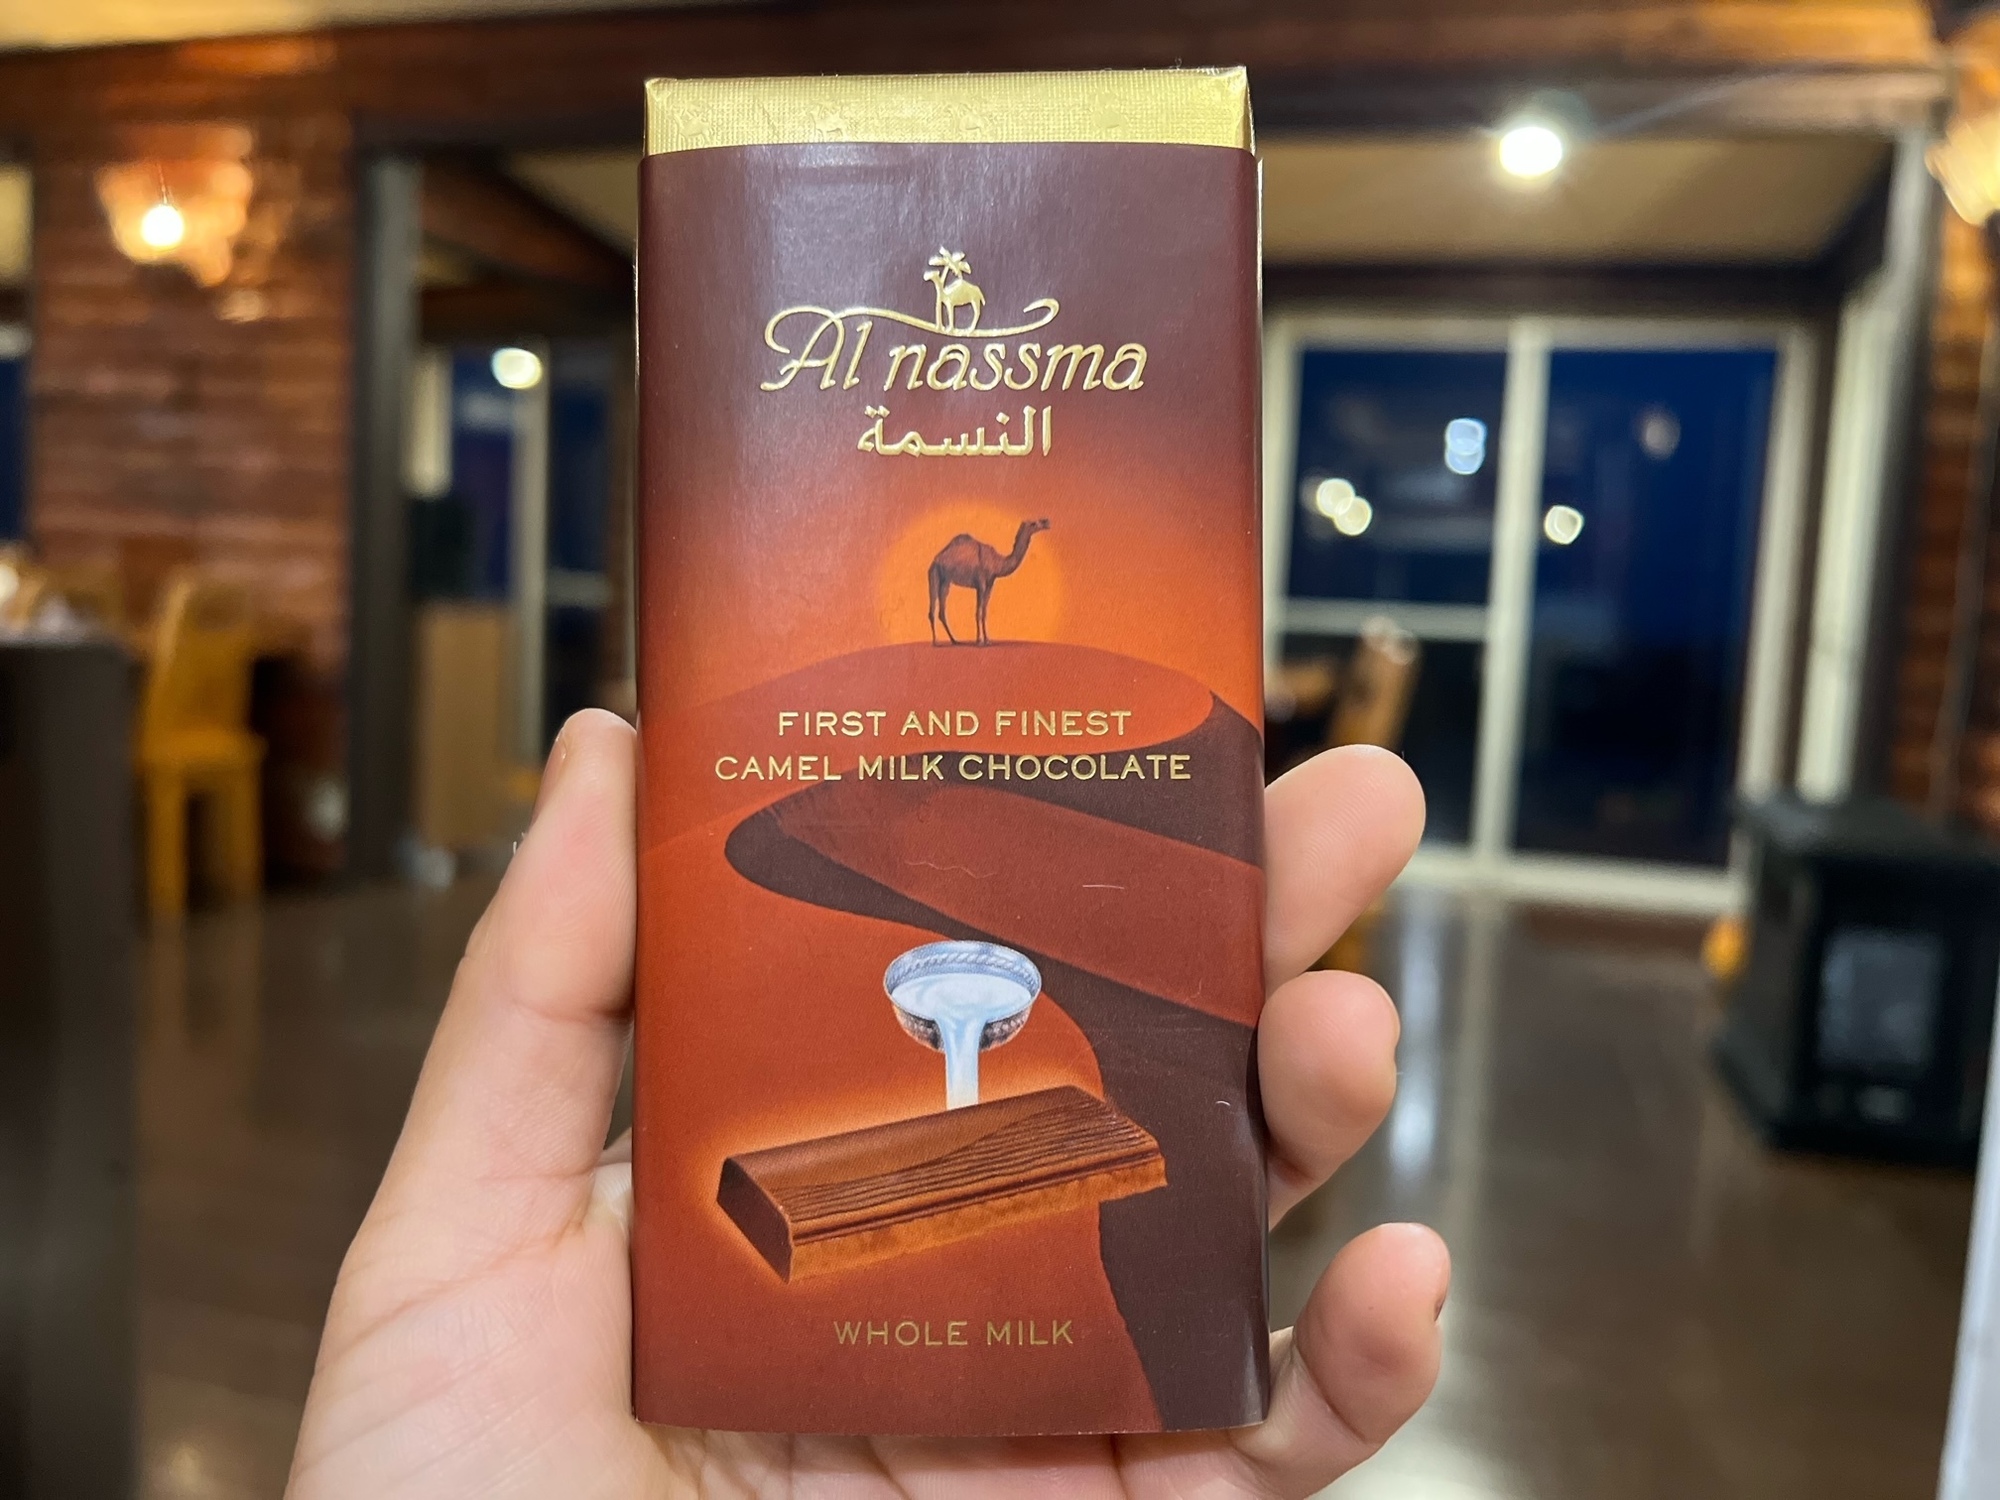 Al nassma
النسمة
FIRST AND FINEST
CAMEL MILK CHOCOLATE
WHOLE MILK